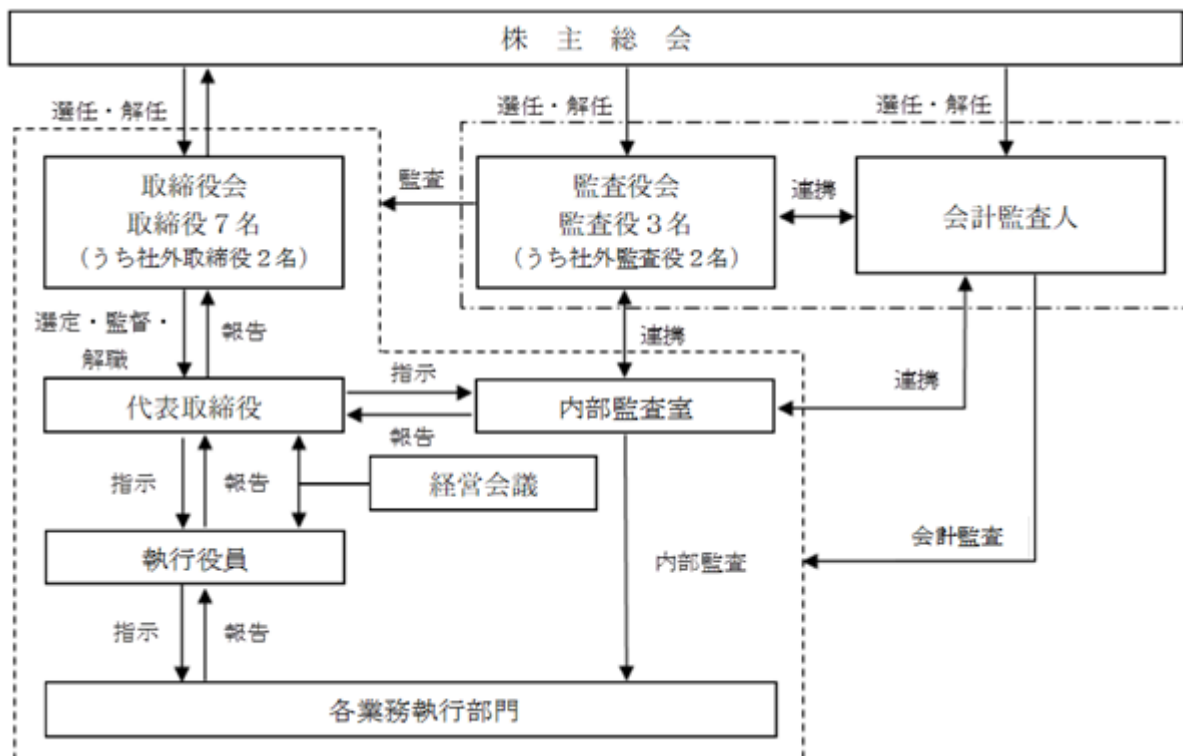 株　主　総　会
選任・解任
選任・解任
選任・解任
取締役会
取締役７名
（うち社外取締役２名）
監査
監査役会
監査役３名
（うち社外監査役２名）
連携
会計監査人
選定・監督・
解職
報告
連携
連携
代表取締役
指示
報告
内部監査室
経営会議
指示
報告
執行役員
内部監査
会計監査
指示
報告
各業務執行部門